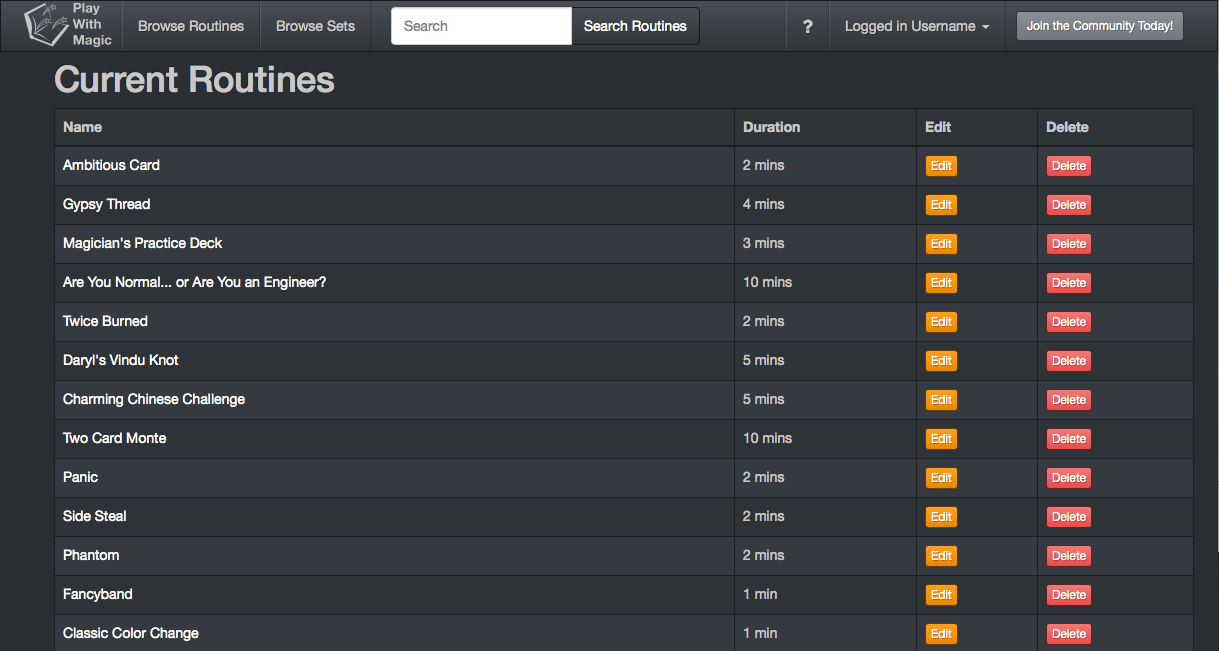 Play
With
Magic
Browse Routines
Browse Sets
Search
Search Routines
?
Logged in Username
Join the Community Today!
Current Routines
Name Duration Edit Delete
Ambitious Card 2 mins Edit Delete
Gypsy Thread 4 mins Edit Delete
Magician's Practice Deck 3 mins Edit Delete
Are You Normal... or Are You an Engineer? 10 mins Edit Delete
Twice Burned 2 mins Edit Delete
Daryl's Vindu Knot 5 mins Edit Delete
Charming Chinese Challenge 5 mins Edit Delete
Two Card Monte 10 mins Edit Delete
Panic 2 mins Edit Delete
Side Steal 2 mins Edit Delete
Phantom 2 mins Edit Delete
Fancyband 1 min Edit Delete
Classic Color Change 1 min Edit Delete